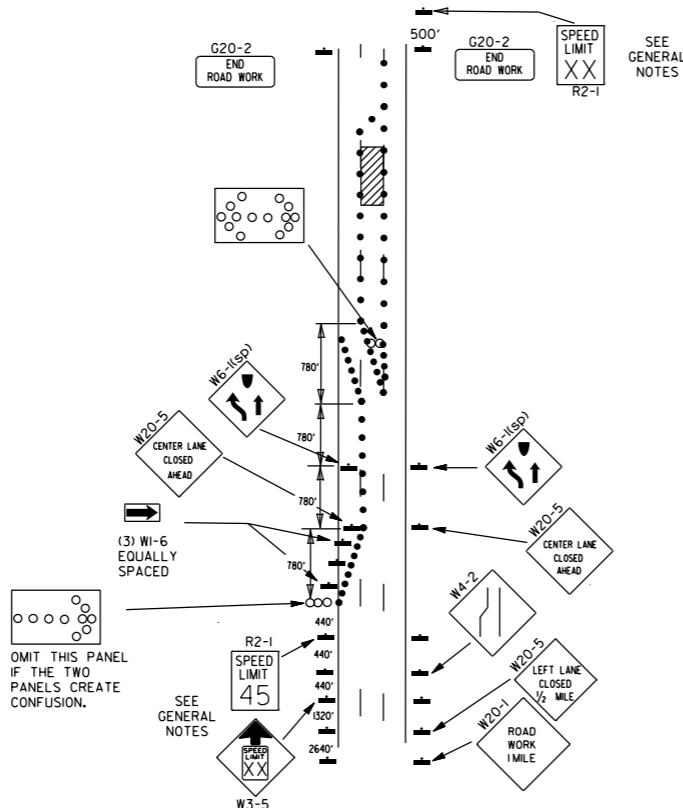 G20-2
END
ROAD WORK
500'
G20-2
END
ROAD WORK
SPEED
LIMIT
XX
R2-1
SEE
GENERAL
NOTES
780'
W6-1(sp)
780'
W20-5
CENTER LANE
CLOSED
AHEAD
780'
W6-1(sp)
(3) W1-6
EQUALLY
SPACED
780'
W20-5
CENTER LANE
CLOSED
AHEAD
OMIT THIS PANEL
IF THE TWO
PANELS CREATE
CONFUSION.
440'
R2-1
SPEED
LIMIT
45
440'
W4-2
440'
SEE
GENERAL
NOTES
1320'
W20-5
LEFT LANE
CLOSED
1/2 MILE
2640'
SPEED
LIMIT
XX
W3-5
W20-1
ROAD
WORK
1 MILE